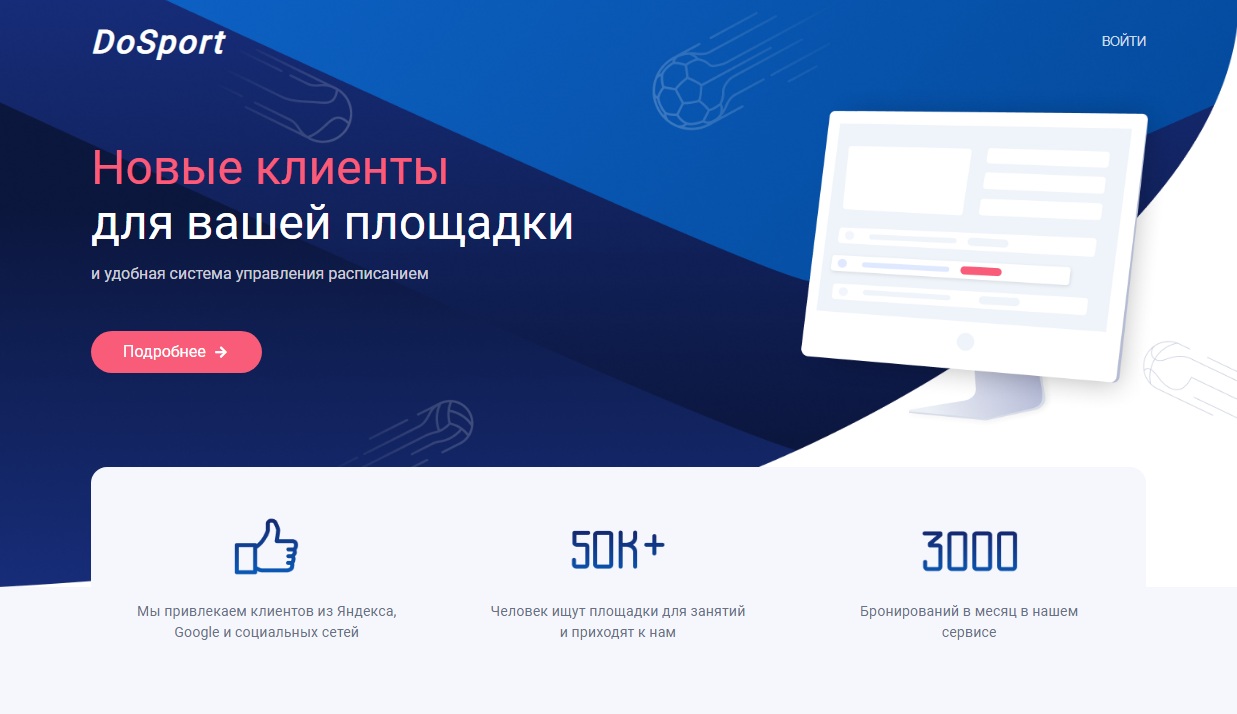 DoSport
ВОЙТИ
Новые клиенты
для вашей площадки
и удобная система управления расписанием
Подробнее
50K+
3000
Мы привлекаем клиентов из Яндекса,
Google и социальных сетей
Человек ищут площадки для занятий
и приходят к нам
Бронирований в месяц в нашем
сервисе